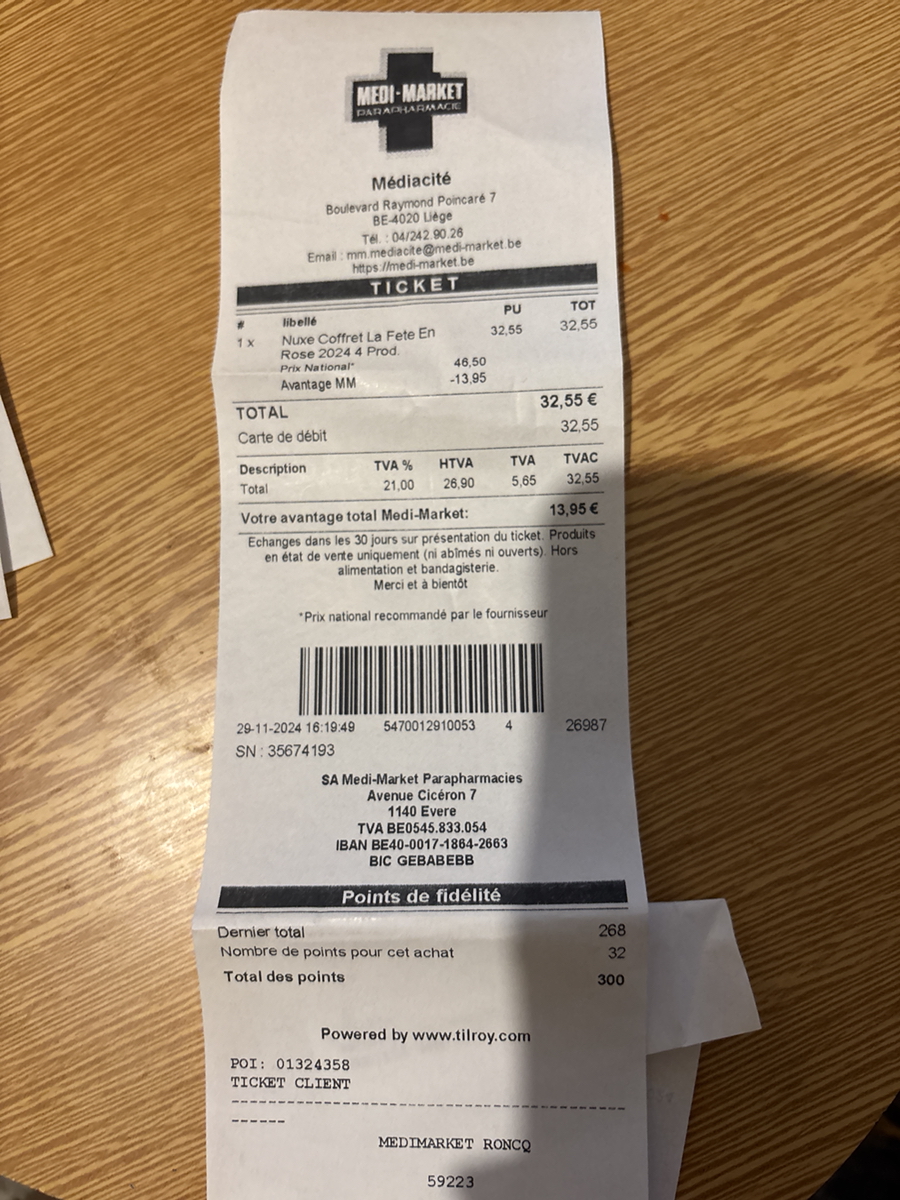 MEDI-MARKET
PARAPHARMACIE
Médiacité
Boulevard Raymond Poincaré 7
BE-4020 Liège
Tél. : 04/242.90.26
Email : mm.mediacite@medi-market.be
https://medi-market.be
TICKET
# libellé PU TOT
1 x Nuxe Coffret La Fete En 32,55 32,55
Rose 2024 4 Prod.
Prix National* 46,50
Avantage MM -13,95
TOTAL 32,55 €
Carte de débit 32,55
Description TVA % HTVA TVA TVAC
Total 21,00 26,90 5,65 32,55
Votre avantage total Medi-Market: 13,95 €
Echanges dans les 30 jours sur présentation du ticket. Produits
en état de vente uniquement (ni abîmés ni ouverts). Hors
alimentation et bandagisterie.
Merci et à bientôt
*Prix national recommandé par le fournisseur
29-11-2024 16:19:49 5470012910053 4 26987
SN : 35674193
SA Medi-Market Parapharmacies
Avenue Cicéron 7
1140 Evere
TVA BE0545.833.054
IBAN BE40-0017-1864-2663
BIC GEBABEBB
Points de fidélité
Dernier total 268
Nombre de points pour cet achat 32
Total des points 300
Powered by www.tilroy.com
POI: 01324358
TICKET CLIENT
MEDIMARKET RONCQ
59223